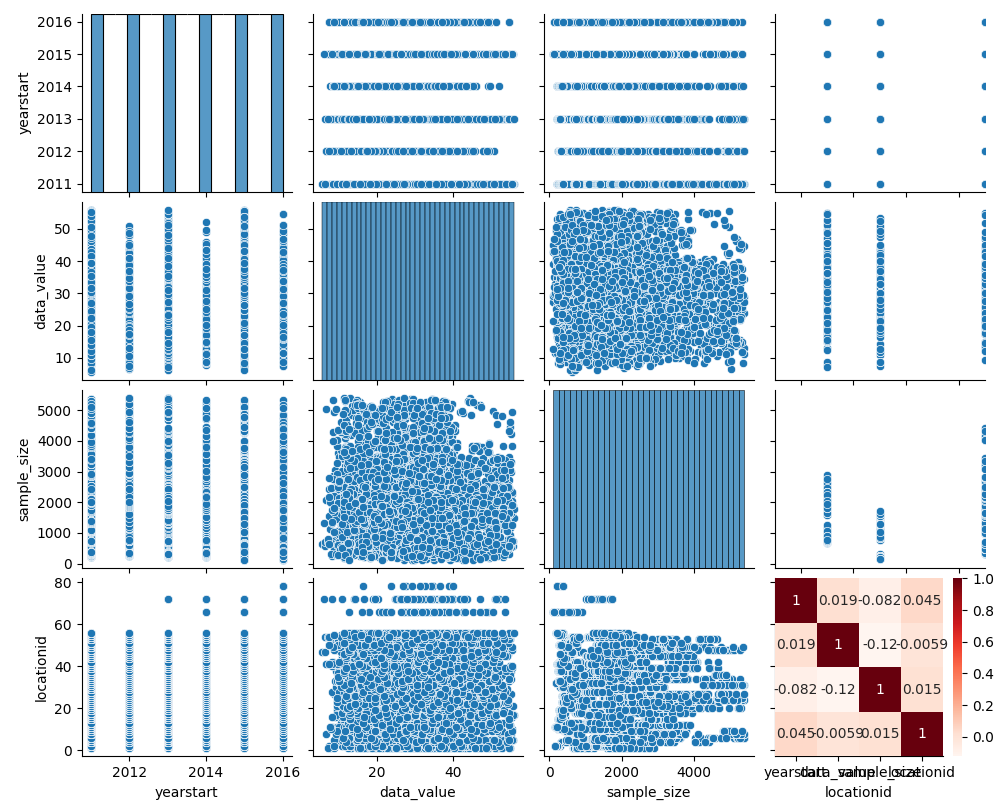 yearstart
2016
2015
2014
2013
2012
2011
data_value
50
40
30
20
10
sample_size
5000
4000
3000
2000
1000
0
locationid
80
60
40
20
0
1 0.019 -0.082 0.045
0.019 1 -0.12 -0.0059
-0.082 -0.12 1 0.015
0.045 -0.0059 0.015 1
1.0
0.8
0.6
0.4
0.2
0.0
2012 2014 2016
20 40
0 2000 4000
yearstart data_value sample_size locationid
yearstart data_value sample_size locationid